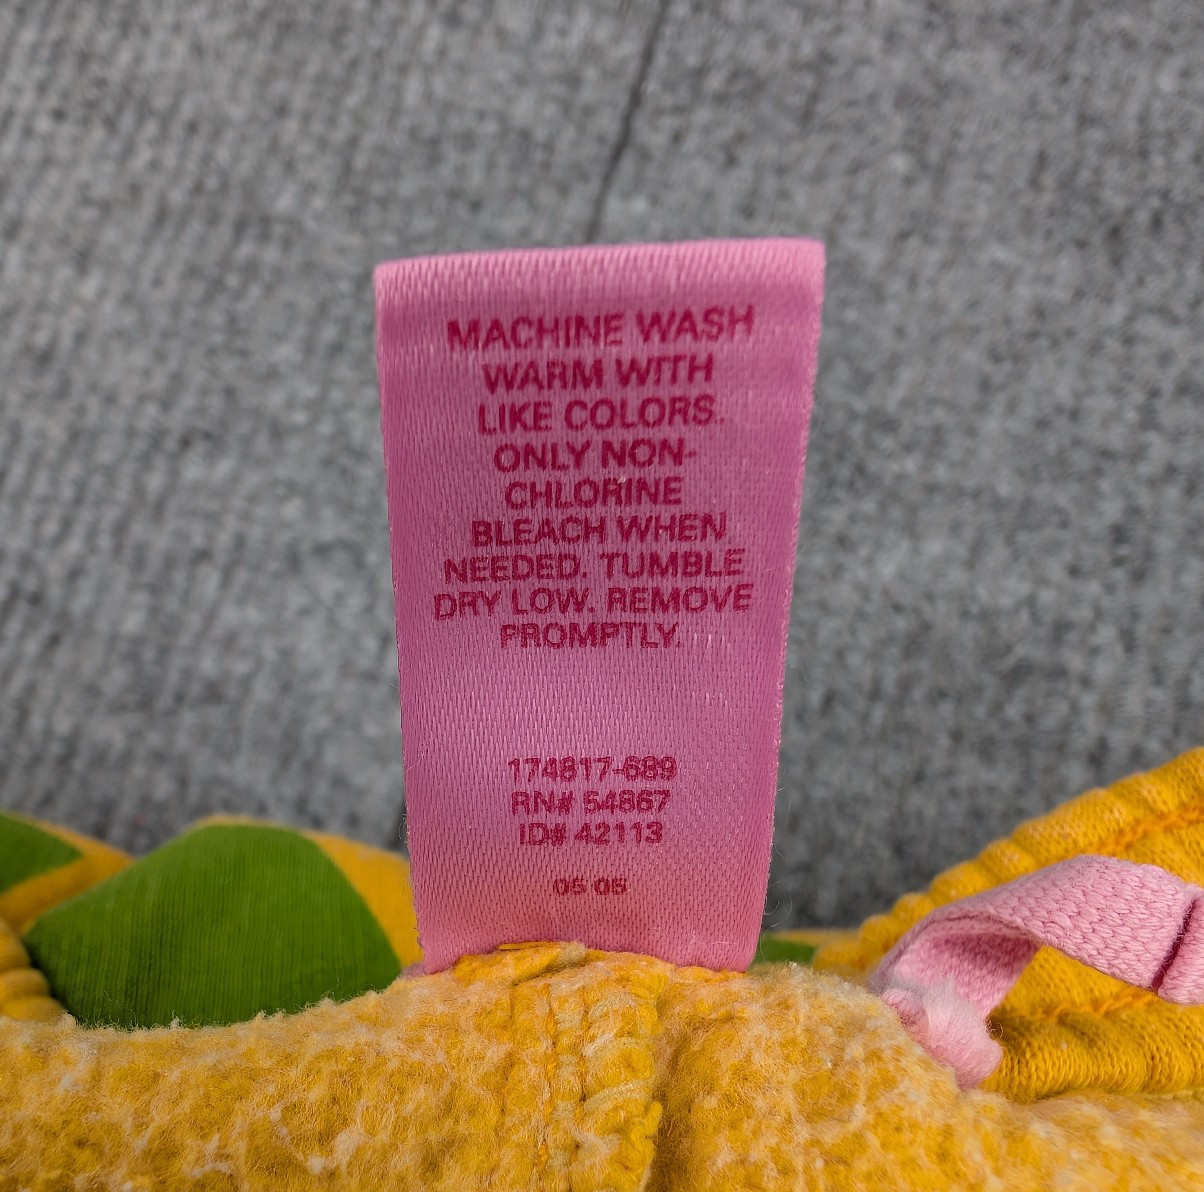 MACHINE WASH
WARM WITH
LIKE COLORS.
ONLY NON-
CHLORINE
BLEACH WHEN
NEEDED. TUMBLE
DRY LOW. REMOVE
PROMPTLY.
174817-689
RN# 54867
ID# 42113
05 05